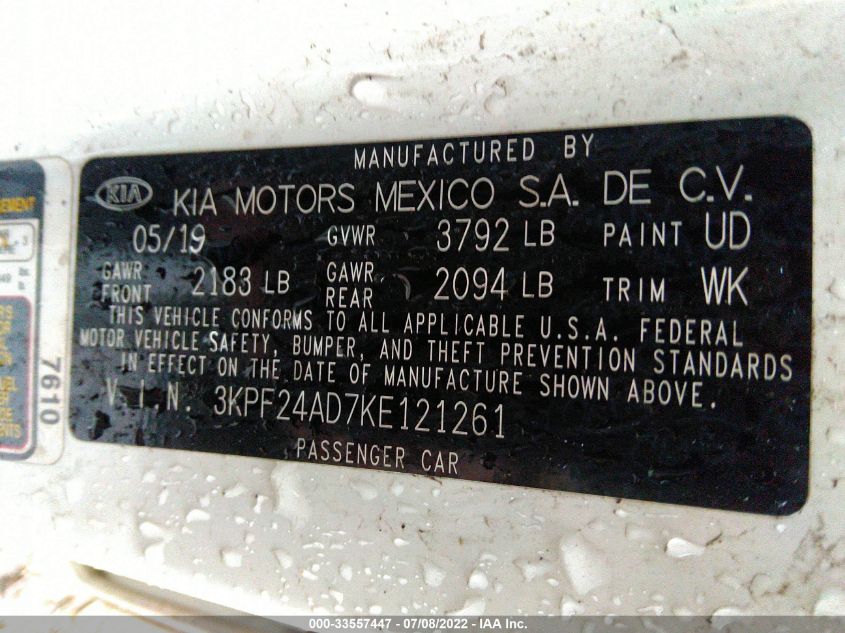 MANUFACTURED BY
KIA KIA MOTORS MEXICO S.A. DE C.V.
05/19 GVWR 3792 LB PAINT UD
GAWR FRONT 2183 LB GAWR REAR 2094 LB TRIM WK
THIS VEHICLE CONFORMS TO ALL APPLICABLE U.S.A. FEDERAL
MOTOR VEHICLE SAFETY, BUMPER, AND THEFT PREVENTION STANDARDS
IN EFFECT ON THE DATE OF MANUFACTURE SHOWN ABOVE.
V.I.N. 3KPF24AD7KE121261
PASSENGER CAR
7610
000-33557447 - 07/08/2022 - IAA Inc.